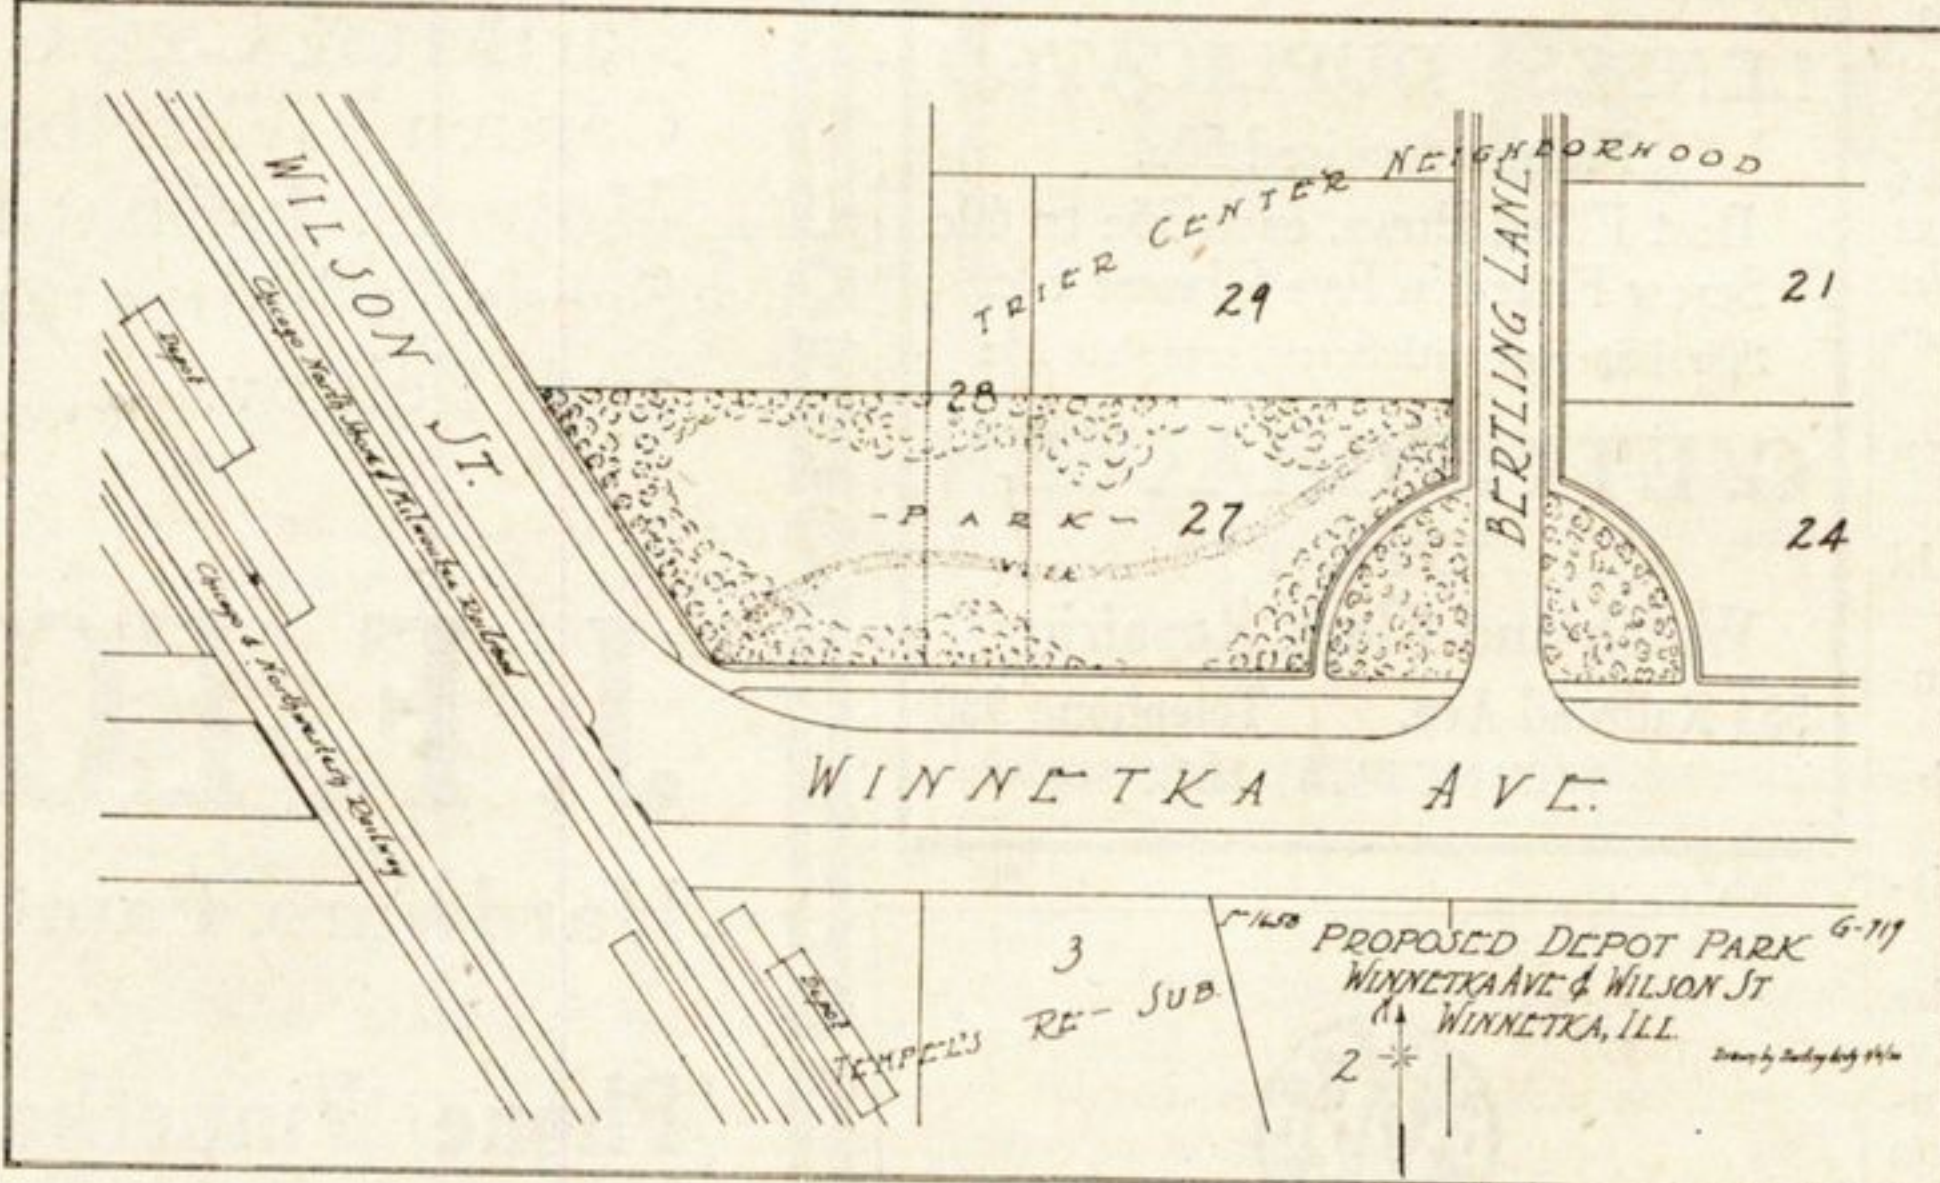 WILSON ST.
TRIER CENTER NEIGHBORHOOD
BERTLING LANE
21
29
28
24
-PARK-
27
WALK
Depot
Chicago North Shore & Milwaukee Railroad
Chicago & Northwestern Railway
WINNETKA AVE.
Depot
3
TEMPEL'S RE-SUB.
2
G-719
PROPOSED DEPOT PARK
WINNETKA AVE & WILSON ST
WINNETKA, ILL.
Drawn by